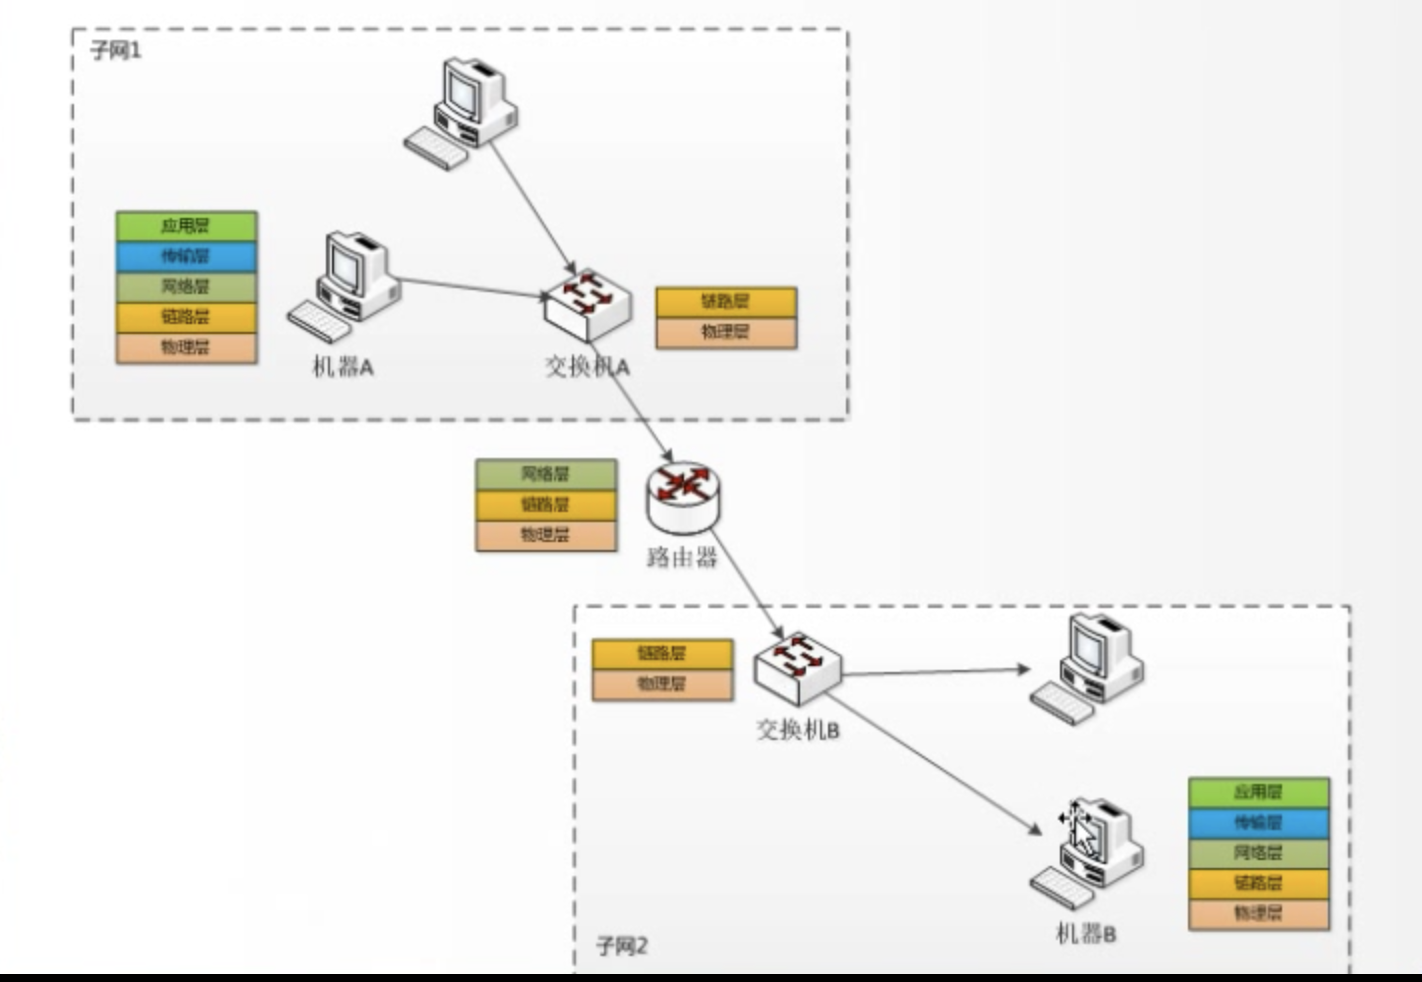 子网1
应用层
传输层
网络层
链路层
物理层
机器A
交换机A
链路层
物理层
网络层
链路层
物理层
路由器
链路层
物理层
交换机B
应用层
传输层
网络层
链路层
物理层
机器B
子网2